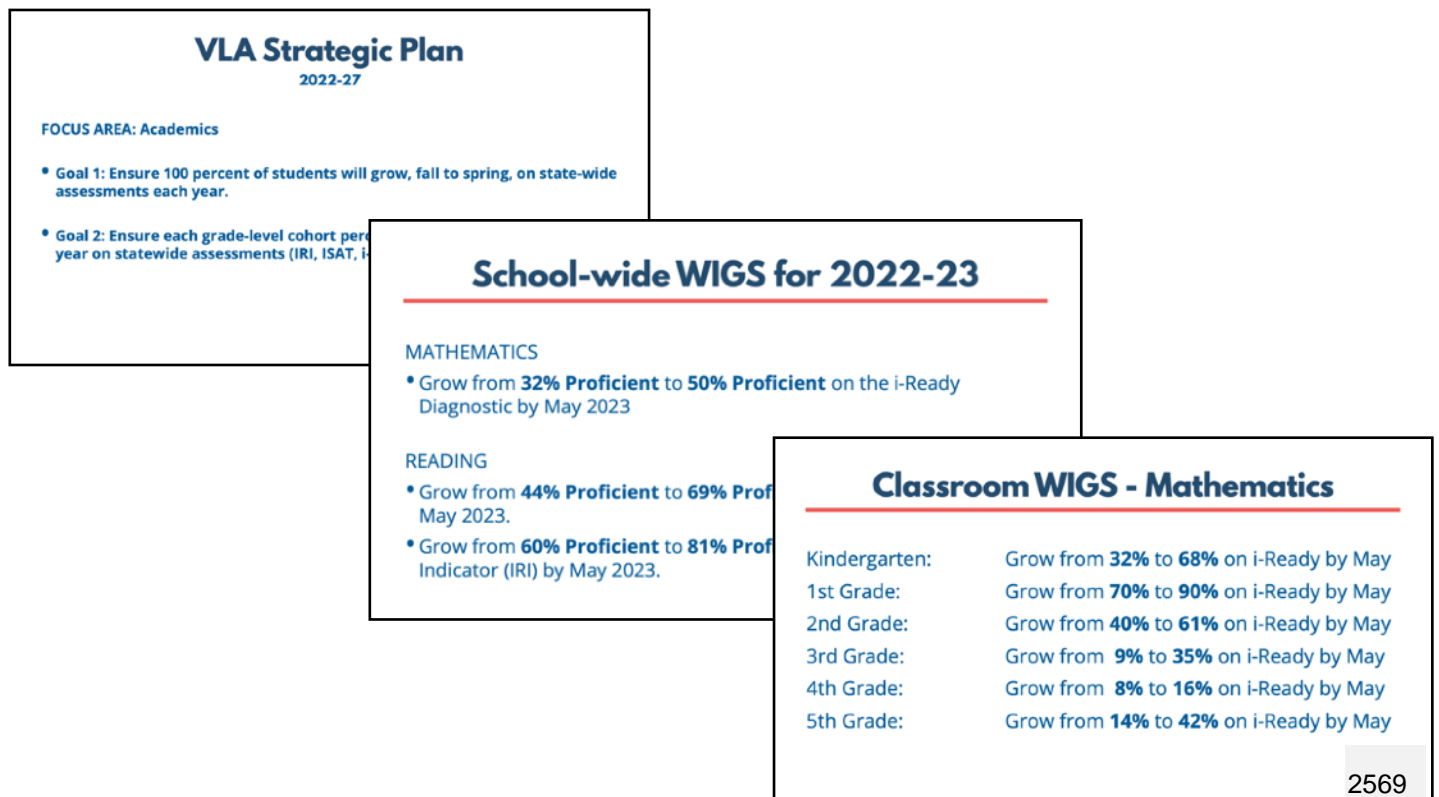 VLA Strategic Plan
2022-27
FOCUS AREA: Academics
• Goal 1: Ensure 100 percent of students will grow, fall to spring, on state-wide
assessments each year.
• Goal 2: Ensure each grade-level cohort
year on statewide assessments (IRI, ISAT,
School-wide WIGS for 2022-23
MATHEMATICS
• Grow from 32% Proficient to 50% Proficient on the i-Ready
Diagnostic by May 2023
READING
• Grow from 44% Proficient to 69%
May 2023.
• Grow from 60% Proficient to 81%
Indicator (IRI) by May 2023.
Classroom WIGS - Mathematics
Kindergarten: Grow from 32% to 68% on i-Ready by May
1st Grade: Grow from 70% to 90% on i-Ready by May
2nd Grade: Grow from 40% to 61% on i-Ready by May
3rd Grade: Grow from 9% to 35% on i-Ready by May
4th Grade: Grow from 8% to 16% on i-Ready by May
5th Grade: Grow from 14% to 42% on i-Ready by May
2569